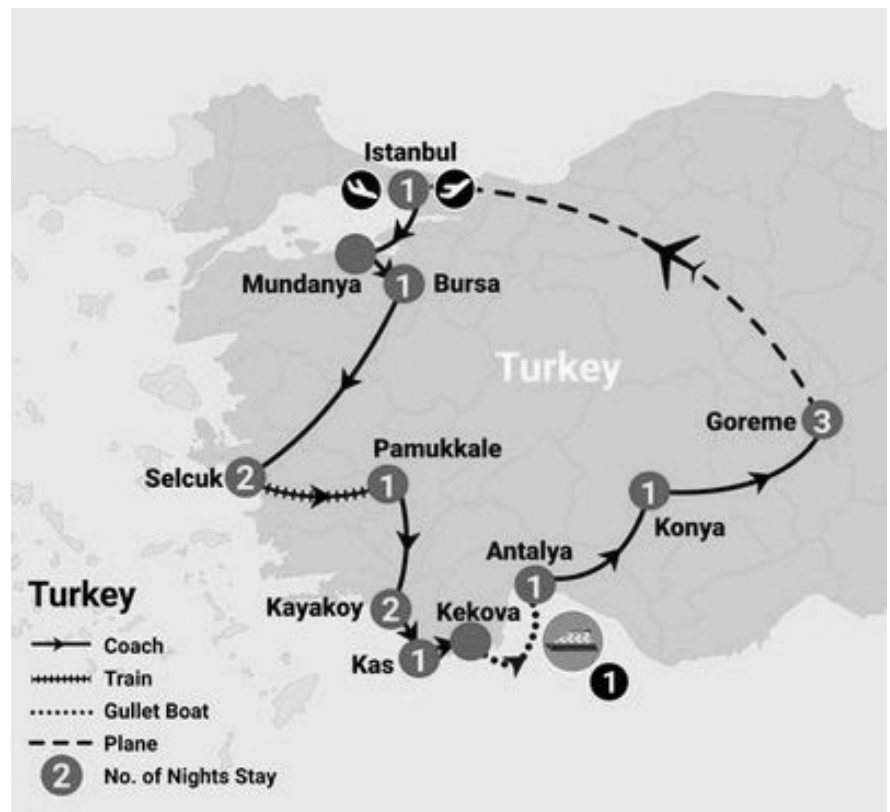 Istanbul
1
Mundanya
1
Bursa
Turkey
Goreme
3
Pamukkale
Selcuk
2
1
1
Konya
Antalya
1
Kayakoy
2
Kekova
Kas
1
1
Turkey
Coach
Train
Gullet Boat
Plane
2
No. of Nights Stay